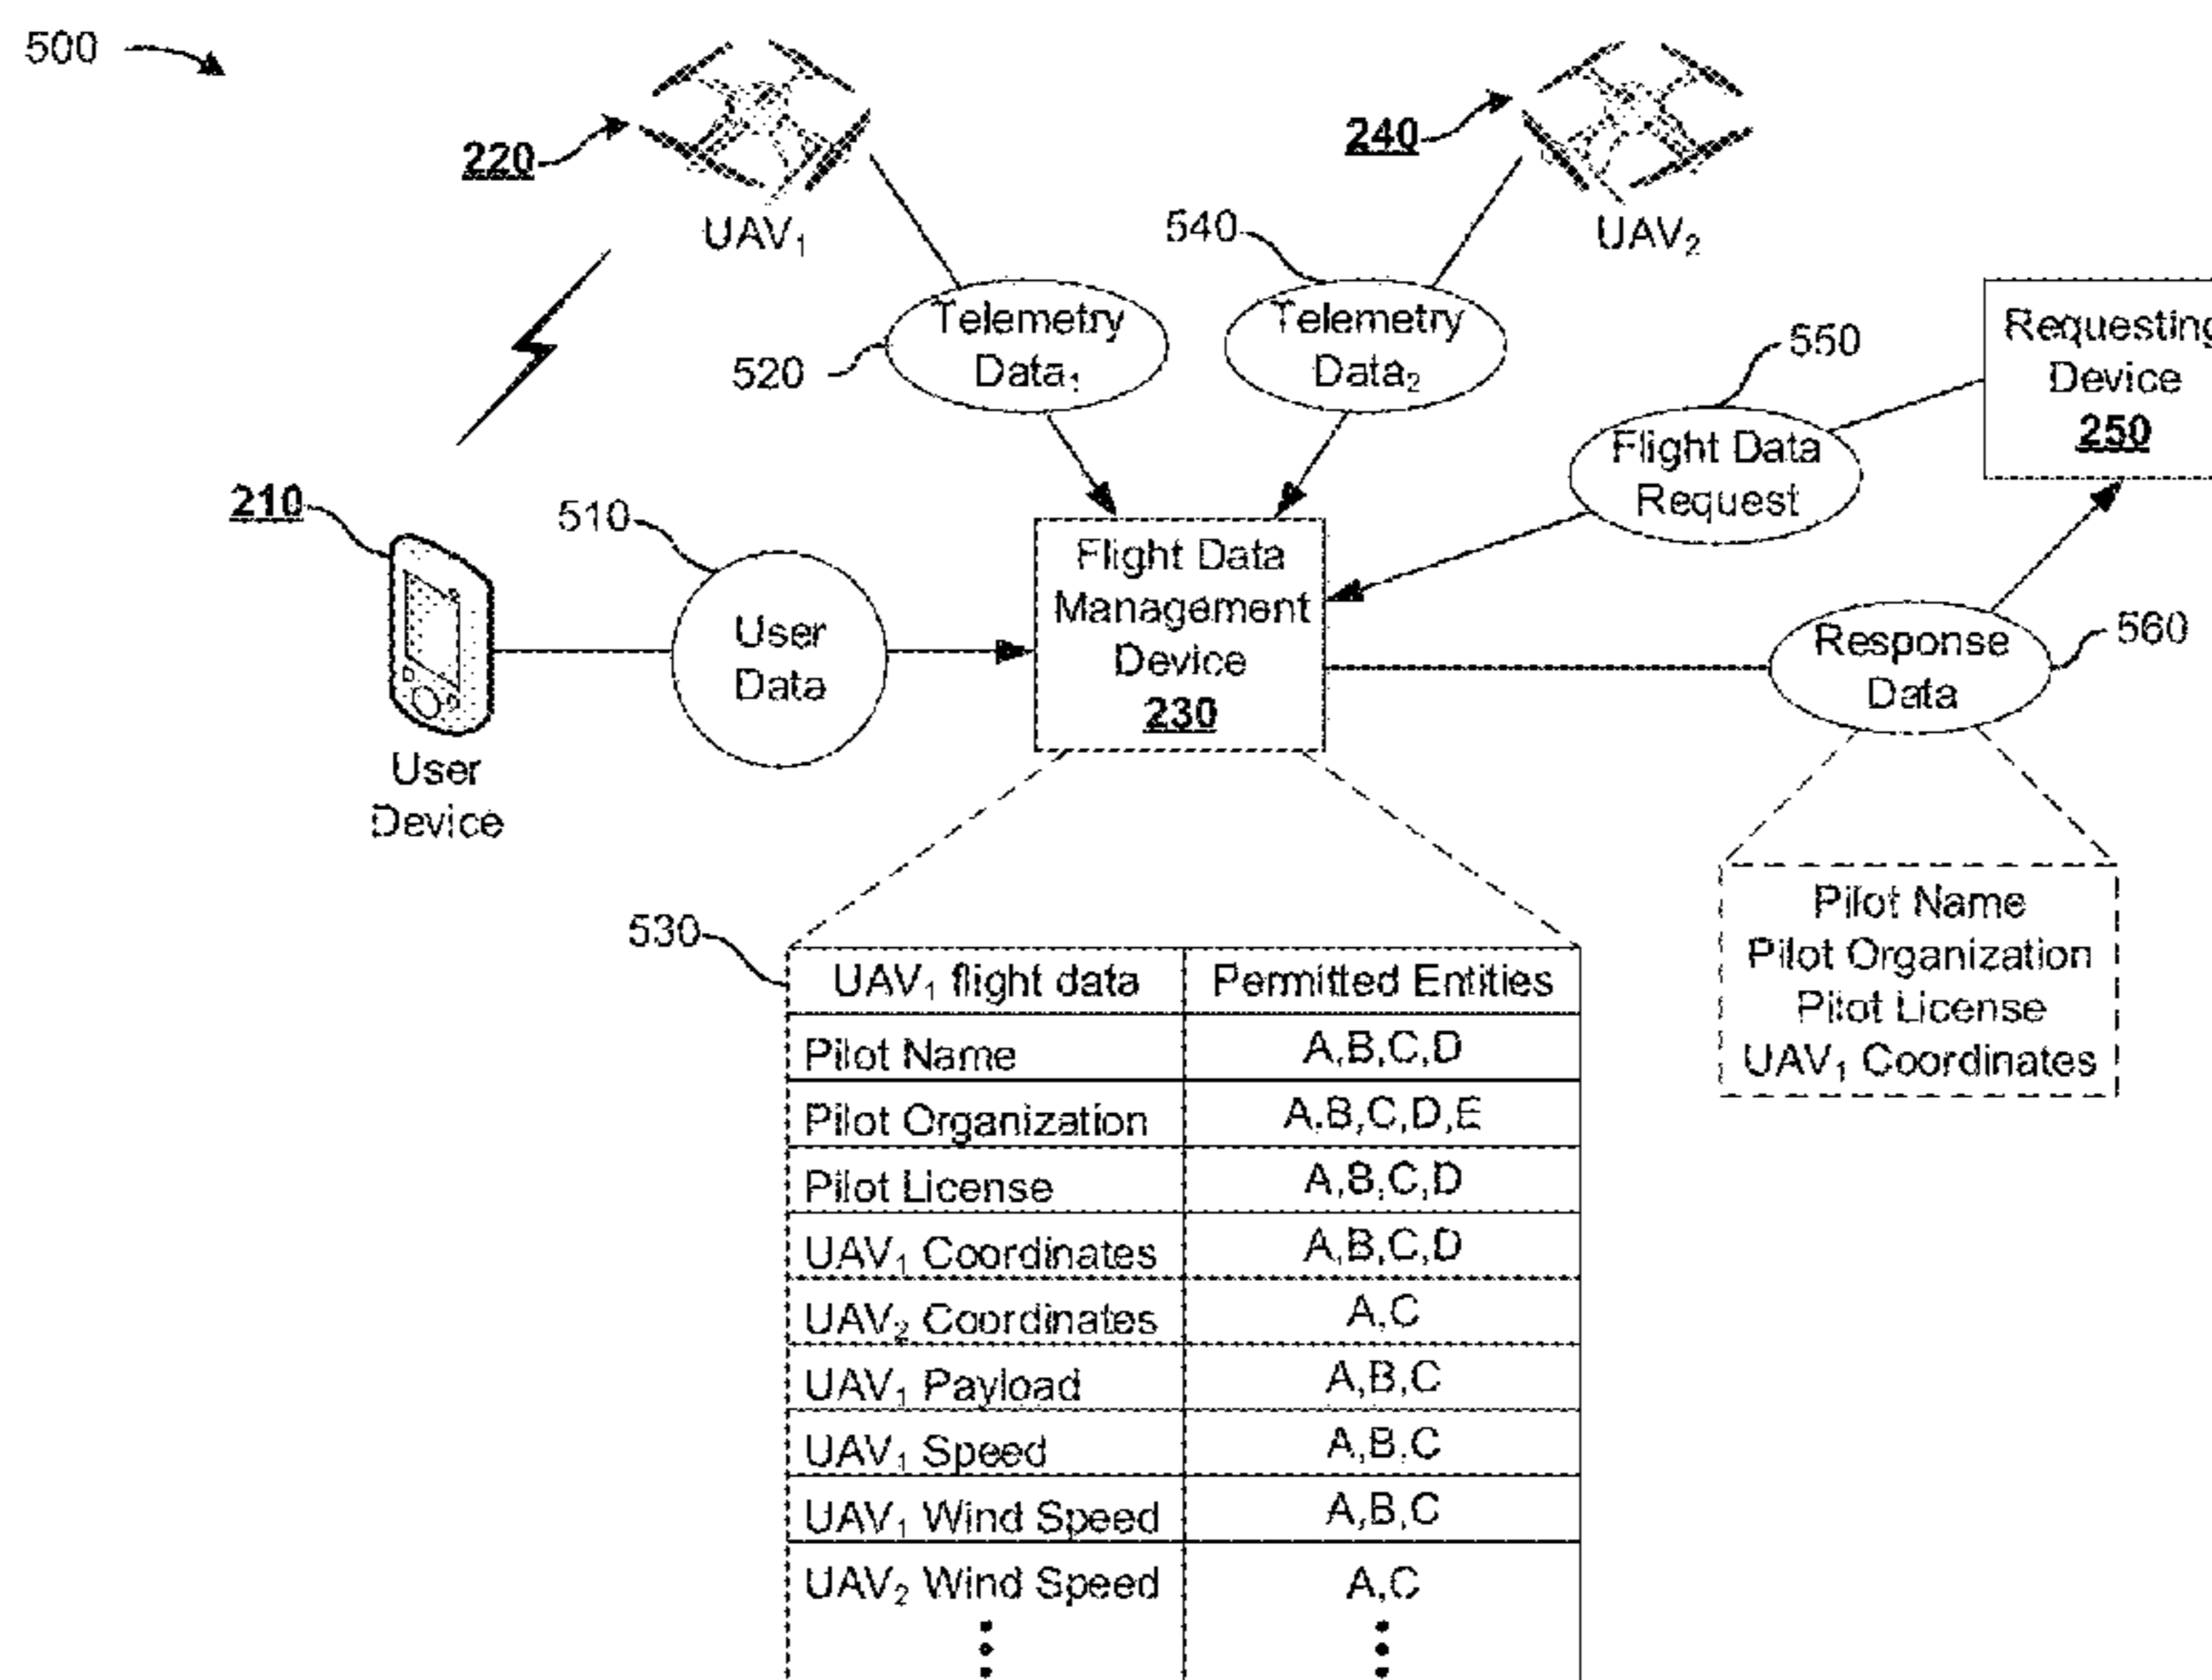 500
220
UAV₁
240
UAV₂
540
Telemetry
Data₁
520
Telemetry
Data₂
550
Flight Data
Request
Requesting
Device
250
210
User
Device
510
User
Data
Flight Data
Management
Device
230
Response
Data
560
Pilot Name
Pilot Organization
Pilot License
UAV₁ Coordinates
530
UAV₁ flight data Permitted Entities
Pilot Name A,B,C,D
Pilot Organization A,B,C,D,E
Pilot License A,B,C,D
UAV₁ Coordinates A,B,C,D
UAV₂ Coordinates A,C
UAV₁ Payload A,B,C
UAV₁ Speed A,B,C
UAV₁ Wind Speed A,B,C
UAV₂ Wind Speed A,C